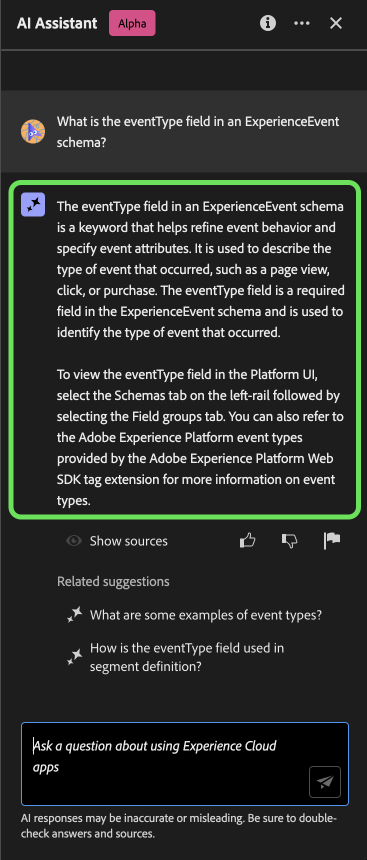 AI Assistant
Alpha
What is the eventType field in an ExperienceEvent
schema?
The eventType field in an ExperienceEvent schema
is a keyword that helps refine event behavior and
specify event attributes. It is used to describe the
type of event that occurred, such as a page view,
click, or purchase. The eventType field is a required
field in the ExperienceEvent schema and is used to
identify the type of event that occurred.
To view the eventType field in the Platform UI,
select the Schemas tab on the left-rail followed by
selecting the Field groups tab. You can also refer to
the Adobe Experience Platform event types
provided by the Adobe Experience Platform Web
SDK tag extension for more information on event
types.
Show sources
Related suggestions
What are some examples of event types?
How is the eventType field used in
segment definition?
Ask a question about using Experience Cloud
apps
AI responses may be inaccurate or misleading. Be sure to double-
check answers and sources.